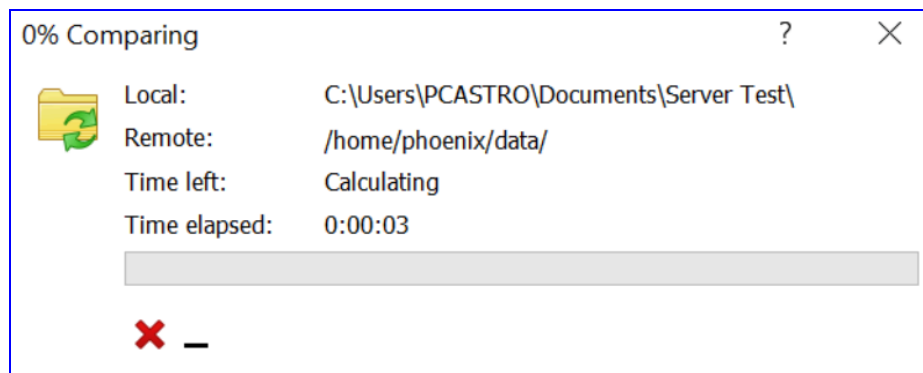 0% Comparing ?
Local: C:\Users\PCASTRO\Documents\Server Test\
Remote: /home/phoenix/data/
Time left: Calculating
Time elapsed: 0:00:03